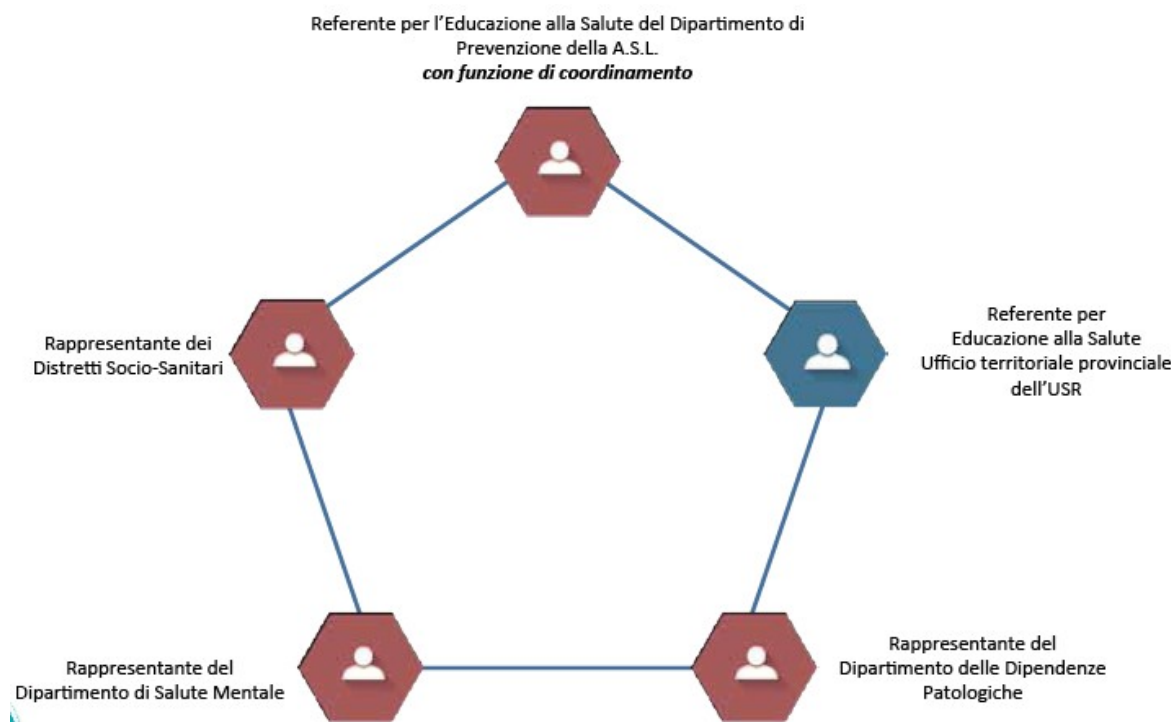 Referente per l'Educazione alla Salute del Dipartimento di
Prevenzione della A.S.L.
con funzione di coordinamento
Rappresentante dei
Distretti Socio-Sanitari
Referente per
Educazione alla Salute
Ufficio territoriale provinciale
dell'USR
Rappresentante del
Dipartimento di Salute Mentale
Rappresentante del
Dipartimento delle Dipendenze
Patologiche